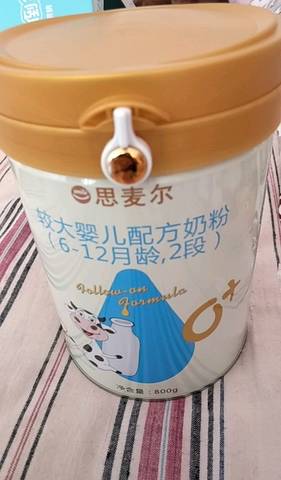 思麦尔
较大婴儿配方奶粉
（6-12月龄,2段）
Follow-on
Formula
净含量：800g